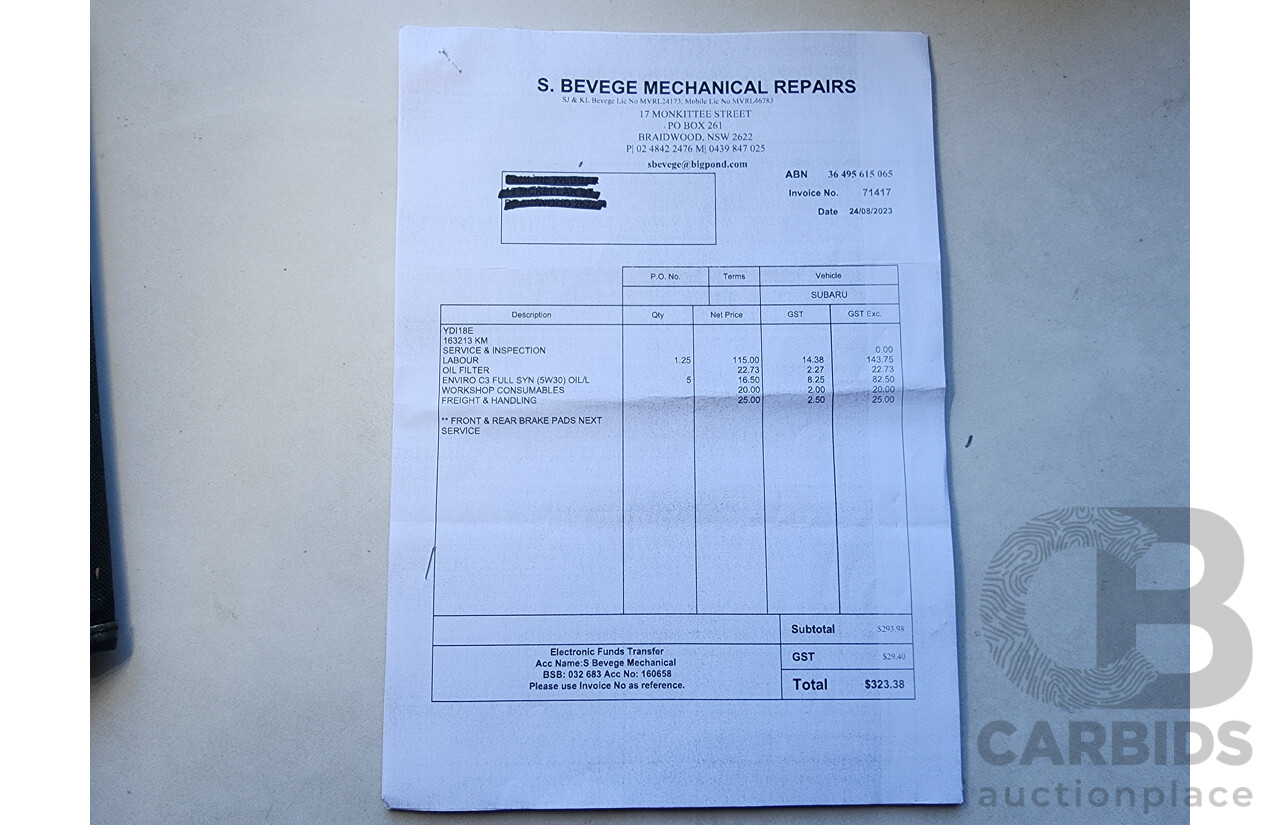 S. BEVEGE MECHANICAL REPAIRS
SJ & KL Bevege Lic No MVRL24173, Mobile Lic No MVRL46783
17 MONKITTEE STREET
PO BOX 261
BRAIDWOOD, NSW 2622
P| 02 4842 2476 M| 0439 847 025
sbevege@bigpond.com
ABN 36 495 615 065
Invoice No. 71417
Date 24/08/2023
P.O. No. Terms Vehicle
SUBARU
Description Qty Net Price GST GST Exc.
YDI18E
163213 KM
SERVICE & INSPECTION 0.00
LABOUR 1.25 115.00 14.38 143.75
OIL FILTER 22.73 2.27 22.73
ENVIRO C3 FULL SYN (5W30) OIL/L 5 16.50 8.25 82.50
WORKSHOP CONSUMABLES 20.00 2.00 20.00
FREIGHT & HANDLING 25.00 2.50 25.00
** FRONT & REAR BRAKE PADS NEXT
SERVICE
Subtotal $293.98
Electronic Funds Transfer
Acc Name:S Bevege Mechanical
BSB: 032 683 Acc No: 160658
Please use Invoice No as reference.
GST $29.40
Total $323.38
CB
CARBIDS
auctionplace